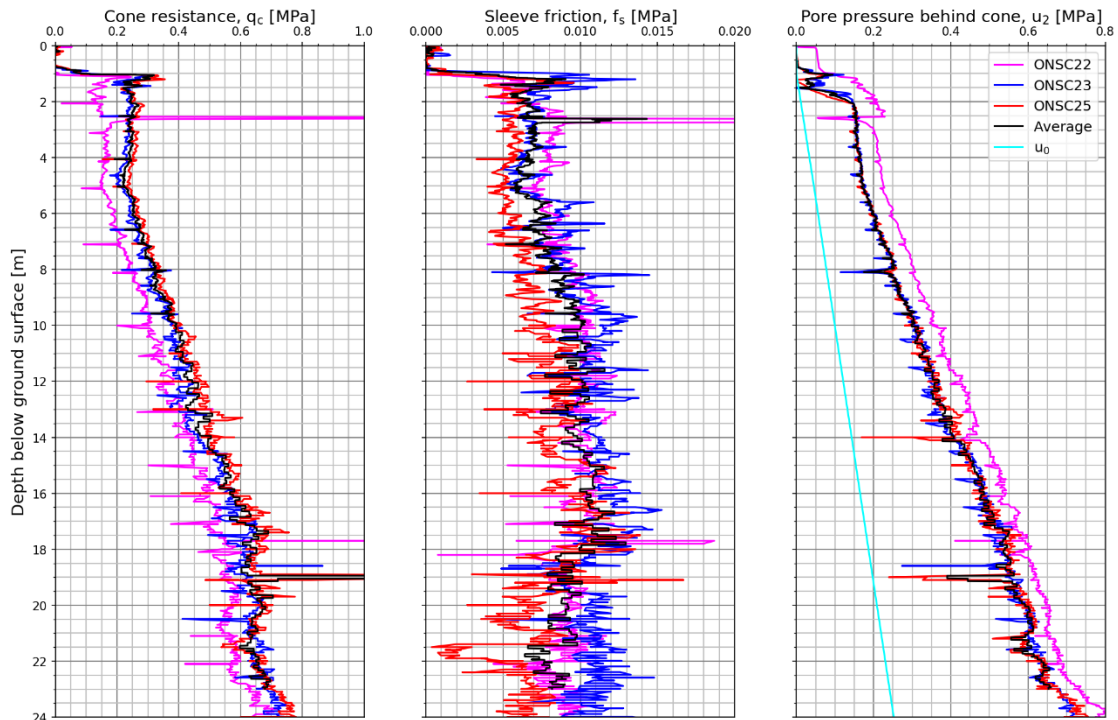 Cone resistance, qc [MPa]
0.0 0.2 0.4 0.6 0.8 1.0
Sleeve friction, fs [MPa]
0.000 0.005 0.010 0.015 0.020
Pore pressure behind cone, u2 [MPa]
0.0 0.2 0.4 0.6 0.8
Depth below ground surface [m]
0
2
4
6
8
10
12
14
16
18
20
22
24
ONSC22
ONSC23
ONSC25
Average
u0